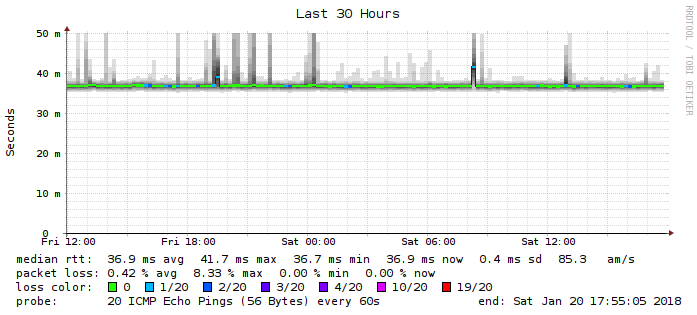 Last 30 Hours
RRDTOOL / TOBI OETIKER
Seconds
50 m
40 m
30 m
20 m
10 m
0
Fri 12:00 Fri 18:00 Sat 00:00 Sat 06:00 Sat 12:00
median rtt: 36.9 ms avg 41.7 ms max 36.7 ms min 36.9 ms now 0.4 ms sd 85.3 am/s
packet loss: 0.42 % avg 8.33 % max 0.00 % min 0.00 % now
loss color: 0 1/20 2/20 3/20 4/20 10/20 19/20
probe: 20 ICMP Echo Pings (56 Bytes) every 60s end: Sat Jan 20 17:55:05 2018